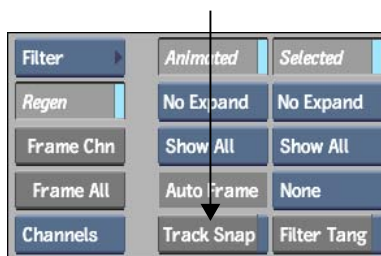 Filter Animated Selected
Regen No Expand No Expand
Frame Chn Show All Show All
Frame All Auto Frame None
Channels Track Snap Filter Tang